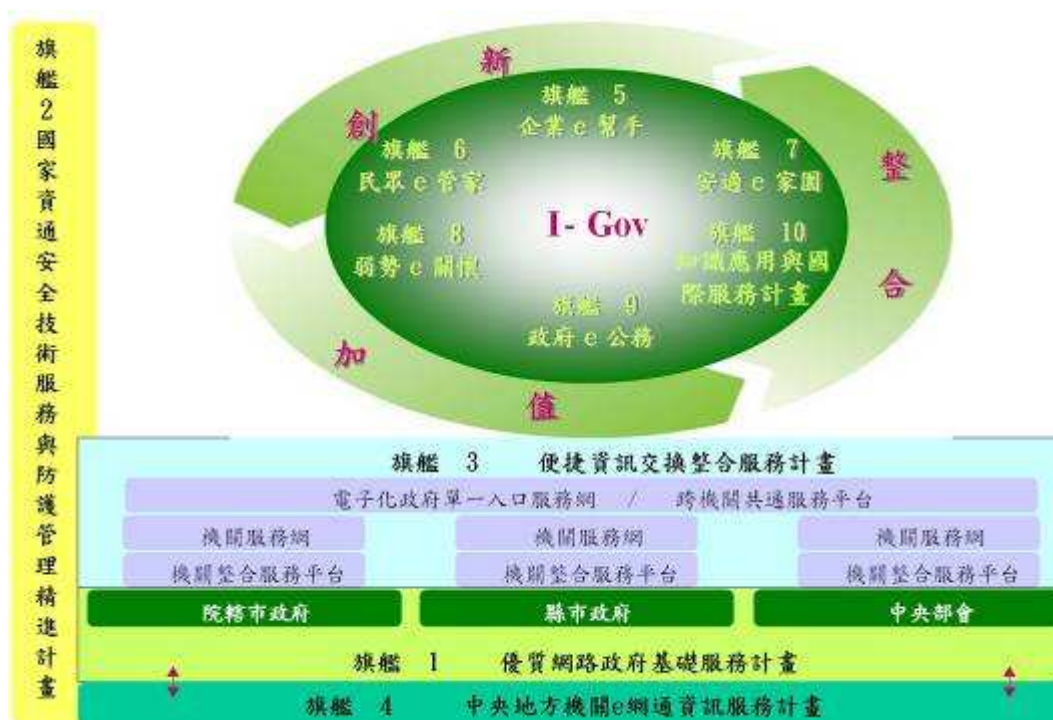 旗艦2國家資通安全技術服務與防護管理精進計畫
創新
整合
加值
旗艦 5
企業e幫手
旗艦 6
民眾e管家
旗艦 7
安適e家園
I- Gov
旗艦 8
弱勢e關懷
旗艦 10
知識應用與國
際服務計畫
旗艦 9
政府e公務
旗艦 3 便捷資訊交換整合服務計畫
電子化政府單一入口服務網 / 跨機關共通服務平台
機關服務網 機關服務網 機關服務網
機關整合服務平台 機關整合服務平台 機關整合服務平台
院轄市政府 縣市政府 中央部會
旗艦 1 優質網路政府基礎服務計畫
旗艦 4 中央地方機關e網通資訊服務計畫